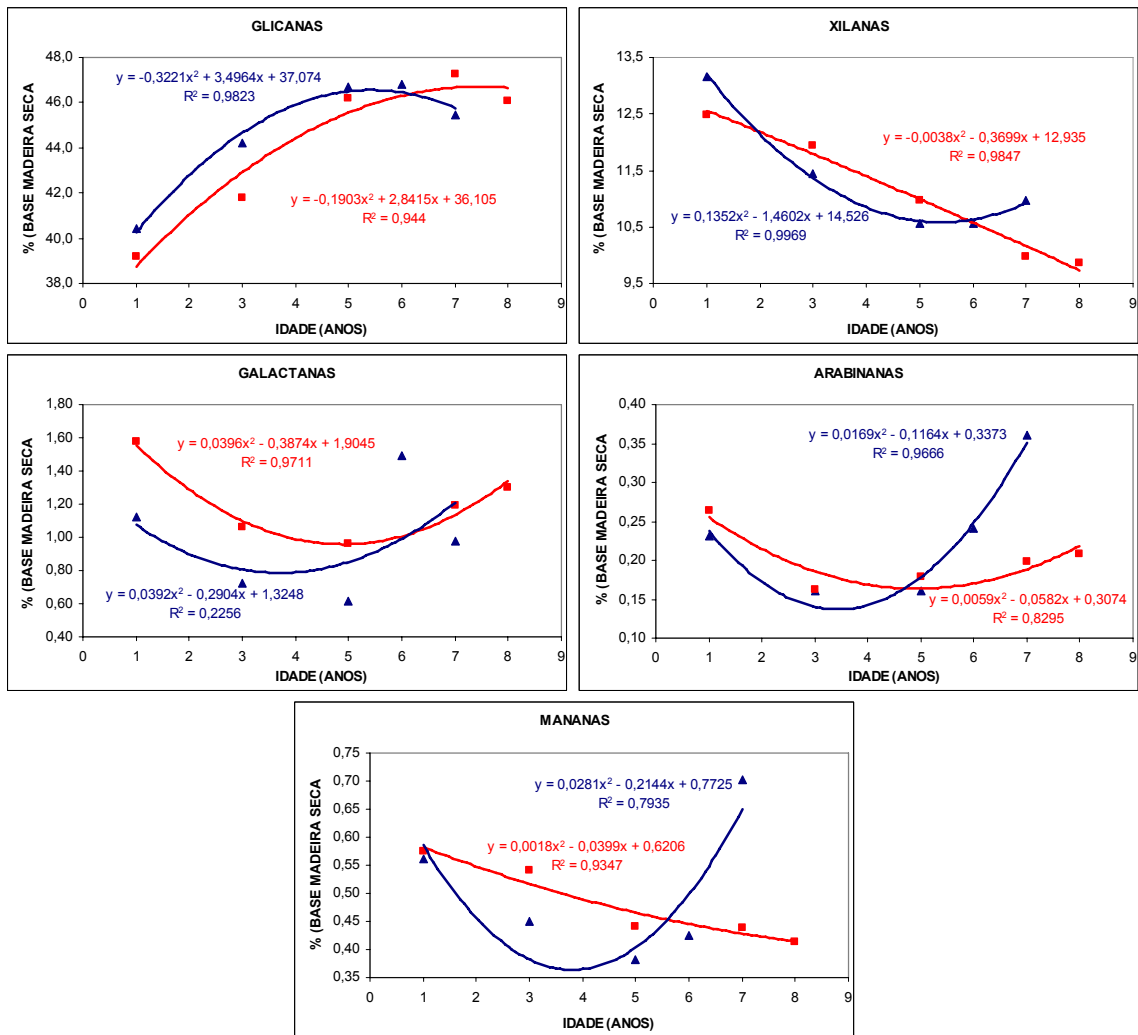 GLICANAS
% (BASE MADEIRA SECA
48,0
46,0
44,0
42,0
40,0
38,0
y = -0,3221x² + 3,4964x + 37,074
R² = 0,9823
y = -0,1903x² + 2,8415x + 36,105
R² = 0,944
0 1 2 3 4 5 6 7 8 9
IDADE (ANOS)
XILANAS
% (BASE MADEIRA SECA
13,5
12,5
11,5
10,5
9,5
y = -0,0038x² - 0,3699x + 12,935
R² = 0,9847
y = 0,1352x² - 1,4602x + 14,526
R² = 0,9969
0 1 2 3 4 5 6 7 8 9
IDADE (ANOS)
GALACTANAS
% (BASE MADEIRA SECA
1,80
1,60
1,40
1,20
1,00
0,80
0,60
0,40
y = 0,0396x² - 0,3874x + 1,9045
R² = 0,9711
y = 0,0392x² - 0,2904x + 1,3248
R² = 0,2256
0 1 2 3 4 5 6 7 8 9
IDADE (ANOS)
ARABINANAS
% (BASE MADEIRA SECA
0,40
0,35
0,30
0,25
0,20
0,15
0,10
y = 0,0169x² - 0,1164x + 0,3373
R² = 0,9666
y = 0,0059x² - 0,0582x + 0,3074
R² = 0,8295
0 1 2 3 4 5 6 7 8 9
IDADE (ANOS)
MANANAS
% (BASE MADEIRA SECA
0,75
0,70
0,65
0,60
0,55
0,50
0,45
0,40
0,35
y = 0,0281x² - 0,2144x + 0,7725
R² = 0,7935
y = 0,0018x² - 0,0399x + 0,6206
R² = 0,9347
0 1 2 3 4 5 6 7 8 9
IDADE (ANOS)